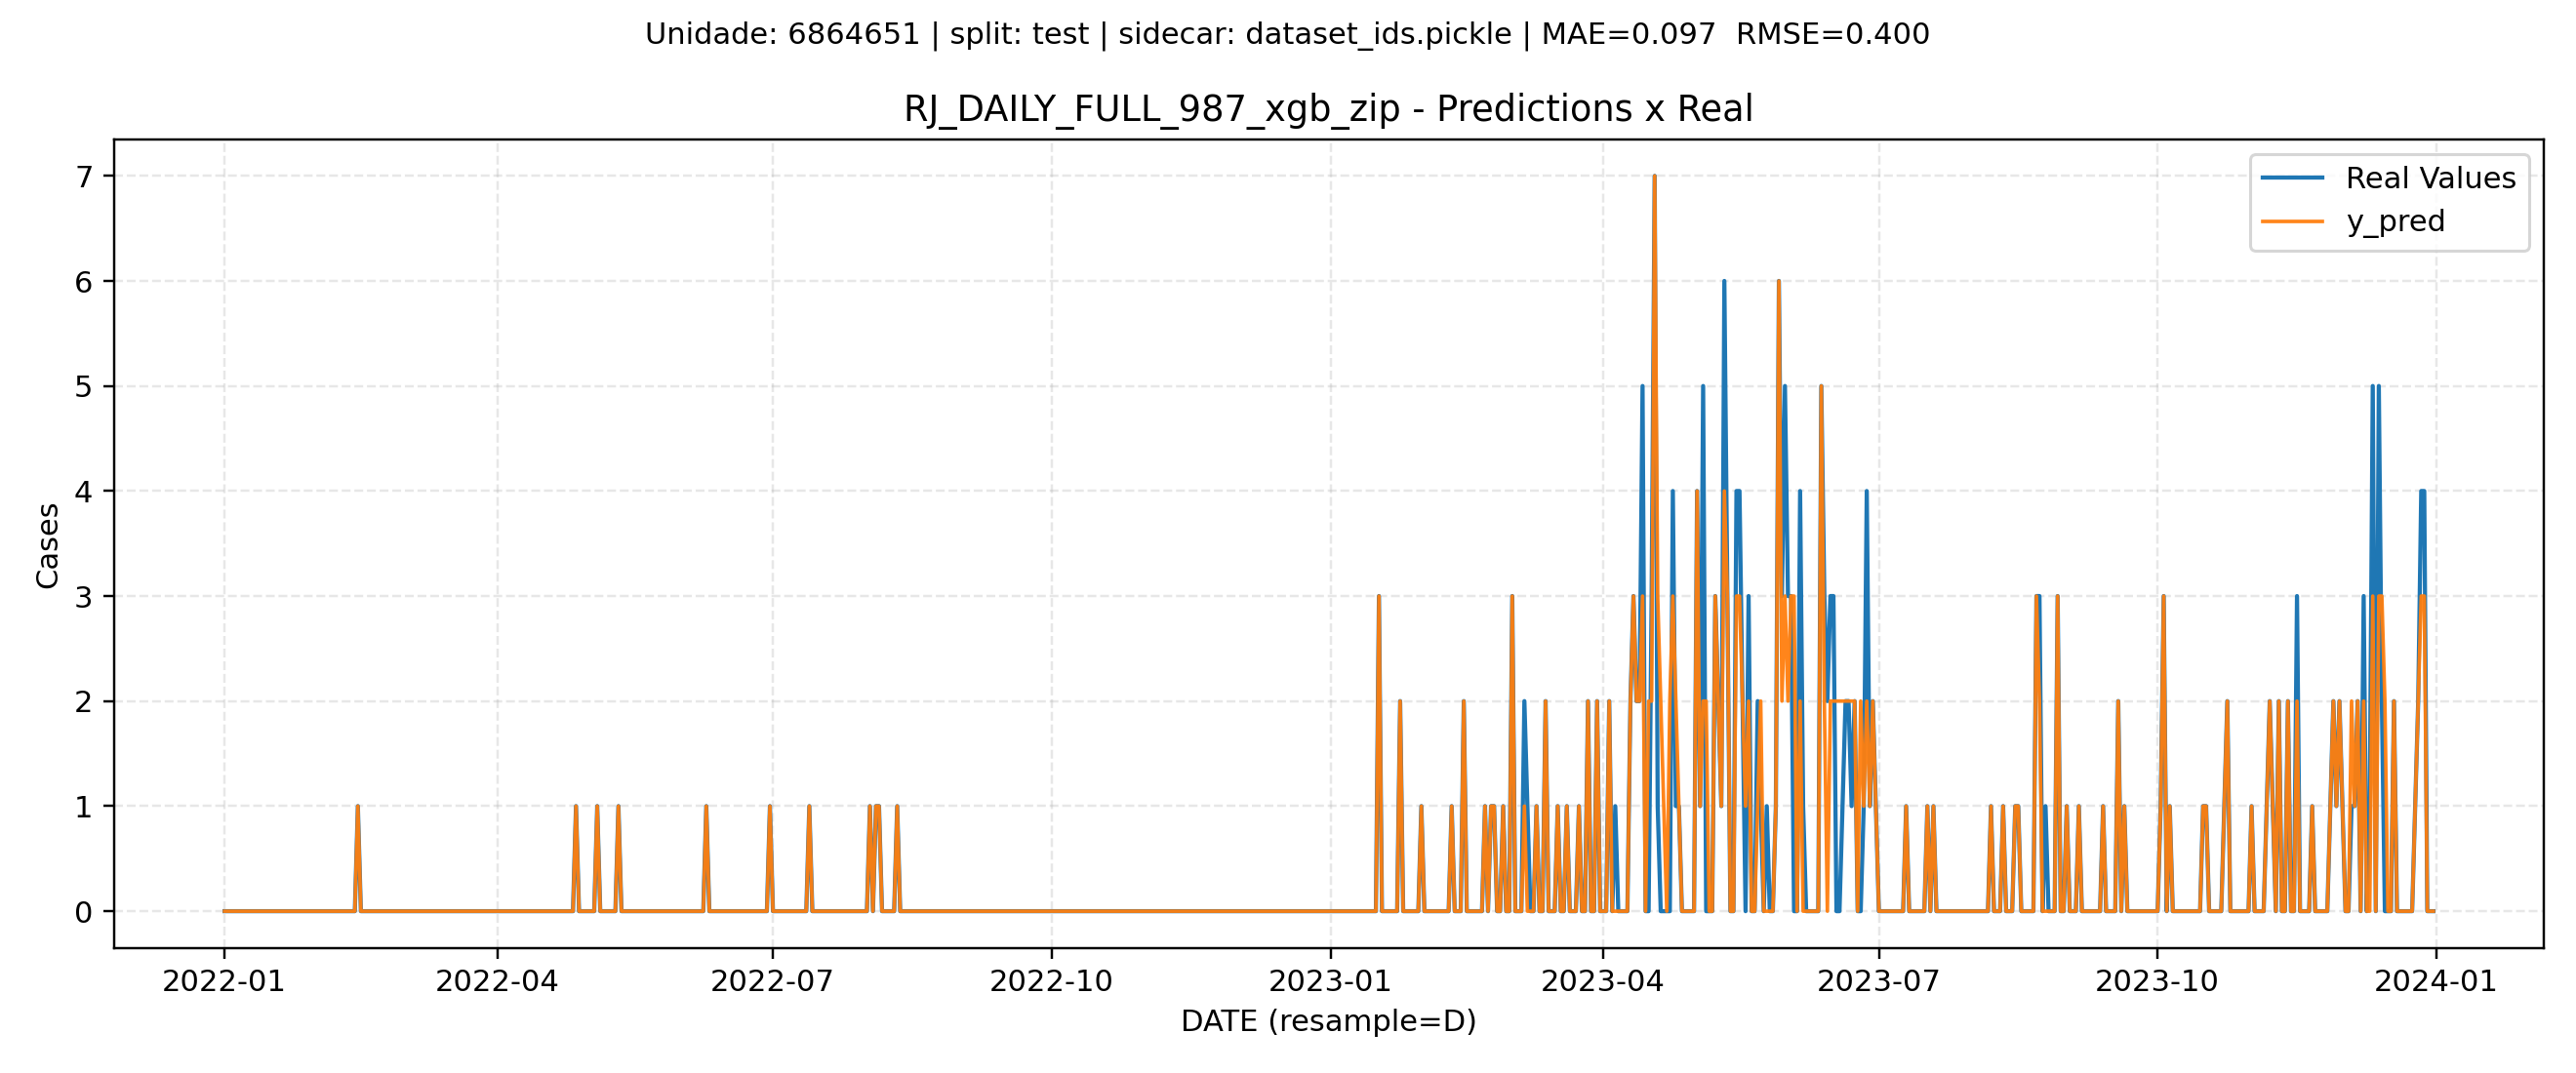 Unidade: 6864651 | split: test | sidecar: dataset_ids.pickle | MAE=0.097  RMSE=0.400
RJ_DAILY_FULL_987_xgb_zip - Predictions x Real
Real Values
y_pred
7
6
5
4
3
2
1
0
Cases
2022-01
2022-04
2022-07
2022-10
2023-01
2023-04
2023-07
2023-10
2024-01
DATE (resample=D)